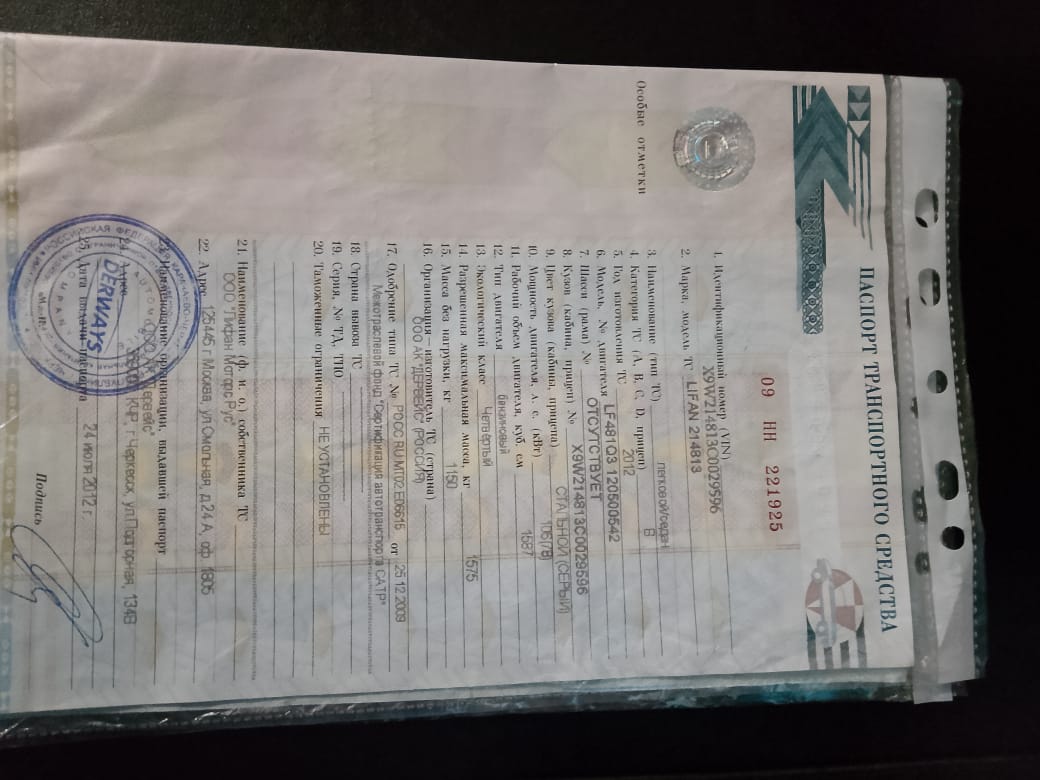 ПАСПОРТ ТРАНСПОРТНОГО СРЕДСТВА
09 НН 221925
Особые отметки
1. Идентификационный номер (VIN)
X9W214813C0029596
2. Марка, модель ТС LIFAN 214813
3. Наименование (тип ТС) легковой седан
4. Категория ТС (A, B, C, D, прицеп) B
5. Год изготовления ТС 2012
6. Модель, № двигателя LF481Q3 120500542
7. Шасси (рама) № ОТСУТСТВУЕТ
8. Кузов (кабина, прицеп) № X9W214813C0029596
9. Цвет кузова (кабины, прицепа) СТАЛЬНОЙ (СЕРЫЙ)
10. Мощность двигателя, л. с. (кВт) 106(78)
11. Рабочий объем двигателя, куб. см 1587
12. Тип двигателя бензиновый
13. Экологический класс Четвёртый
14. Разрешенная максимальная масса, кг 1575
15. Масса без нагрузки, кг 1150
16. Организация – изготовитель ТС (страна)
ООО АК "ДЕРВЕЙС" (РОССИЯ)
17. Одобрение типа ТС № РОСС RU.MT02.E06615 от 25.12.2009
Межотраслевой фонд "Сертификация автотранспорта САТР"
18. Страна вывоза ТС
19. Серия, № ТД, ТПО
20. Таможенные ограничения НЕ УСТАНОВЛЕНЫ
21. Наименование (ф. и. о.) собственника ТС
ООО "Лифан Моторс Рус"
22. Адрес 125445 г Москва, ул Смольная, д.24 А, оф. 1805
23. Наименование организации, выдавшей паспорт
24. Адрес КЧР, г.Черкесск, ул.Подгорная, 134В
25. Дата выдачи паспорта 24 июля 2012 г.
Подпись
DERWAYS